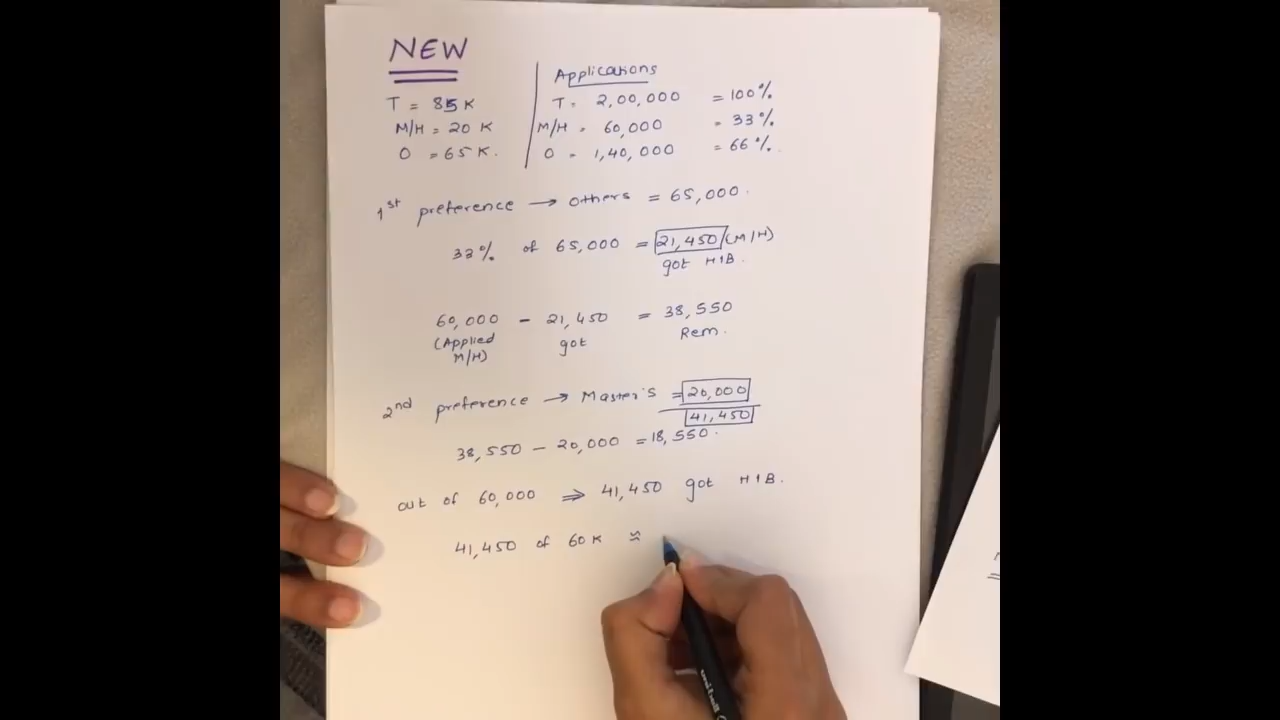 NEW
T = 85 K
M/H = 20 K
O = 65 K.
Applications
T = 2,00,000 = 100%
M/H = 60,000 = 33%
O = 1,40,000 = 66%.
1st preference → others = 65,000.
33% of 65,000 = 21,450 (M/H)
got H1B.
60,000 - 21,450 = 38,550
(Applied M/H) got Rem.
2nd preference → Master's = 20,000
41,450
38,550 - 20,000 = 18,550.
out of 60,000 ⇒ 41,450 got H1B.
41,450 of 60K ≈